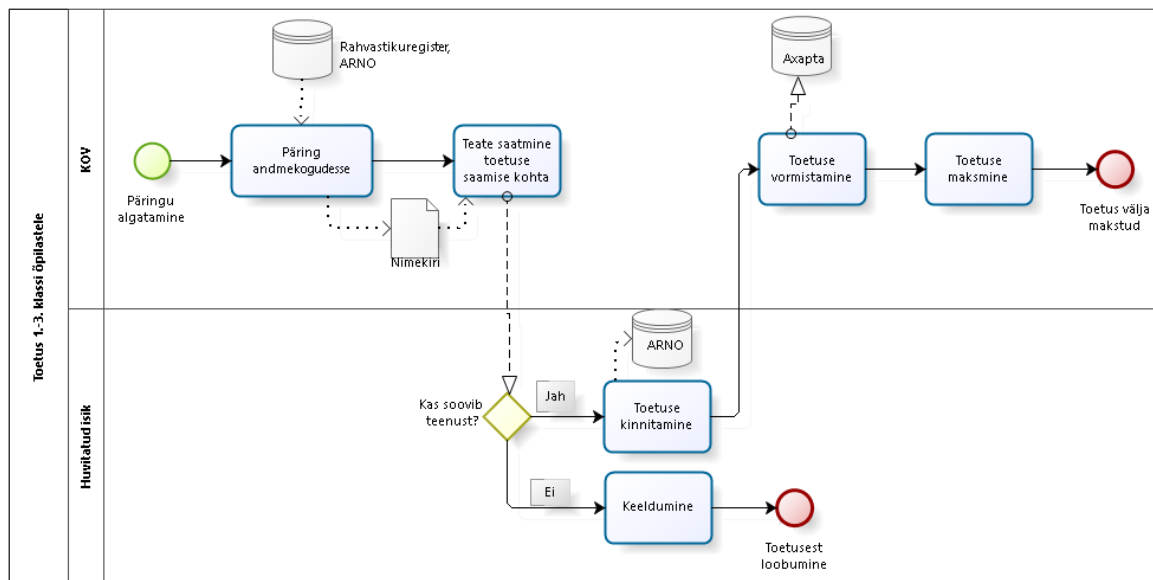 Toetus 1.-3. klassi õpilastele
KOV
Rahvastikuregister,
ARNO
Axapta
Päringu
algatamine
Päring
andmekogudesse
Teate saatmine
toetuse
saamise kohta
Nimekiri
Toetuse
vormistamine
Toetuse
maksmine
Toetus välja
makstud
Huvitatud isik
Kas soovib
teenust?
Jah
ARNO
Toetuse
kinnitamine
Ei
Keeldumine
Toetusest
loobumine